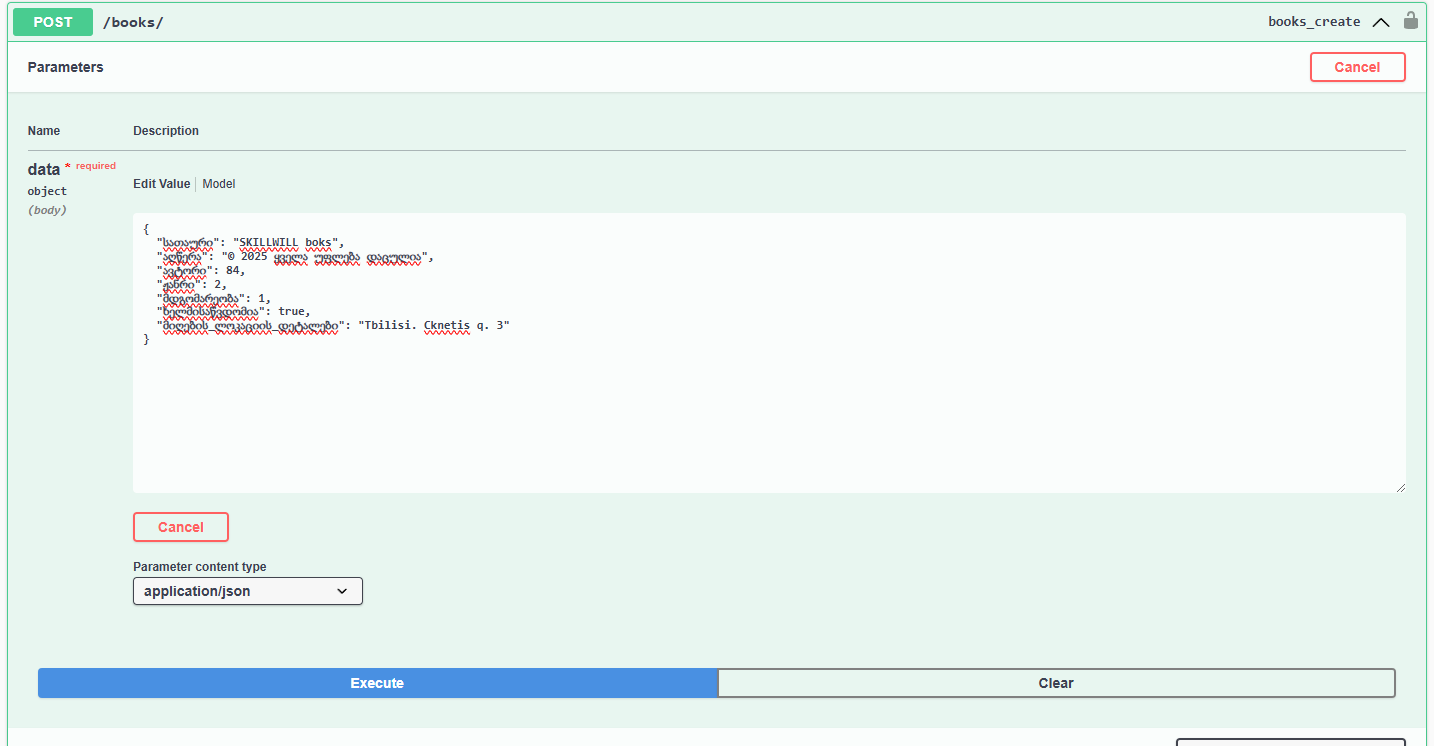 POST /books/ books_create
Parameters Cancel
Name Description
data * required
object
(body)
Edit Value Model
{
"სათაური": "SKILLWILL boks",
"აღწერა": "© 2025 ყველა უფლება დაცულია",
"ავტორი": 84,
"ჟანრი": 2,
"მდგომარეობა": 1,
"ხელმისაწვდომია": true,
"მიღების_ლოკაციის_დეტალები": "Tbilisi. Cknetis q. 3"
}
Cancel
Parameter content type
application/json
Execute Clear